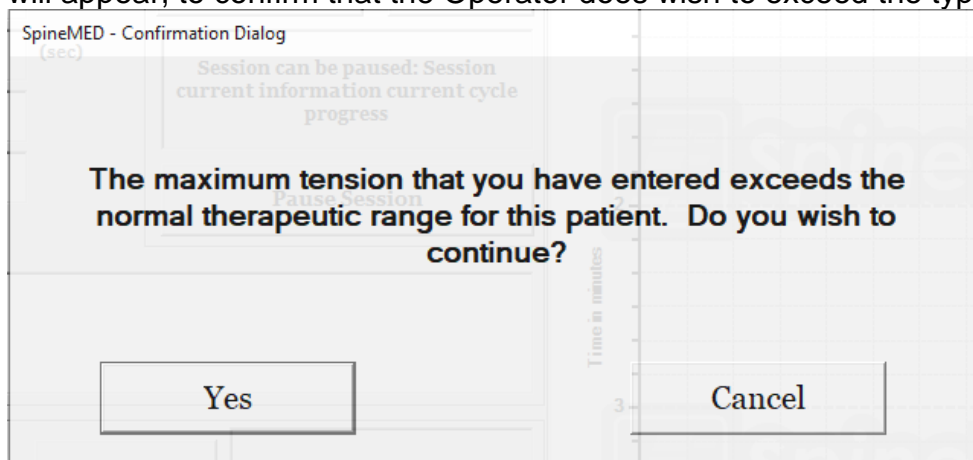 will appear, to confirm that the Operator does wish to exceed the typ
SpineMED - Confirmation Dialog
(sec)
Session can be paused: Session
current information current cycle
progress
The maximum tension that you have entered exceeds the
Pause Session
normal therapeutic range for this patient.  Do you wish to
2
continue?
Time in minutes
Yes
Cancel
3
Spine